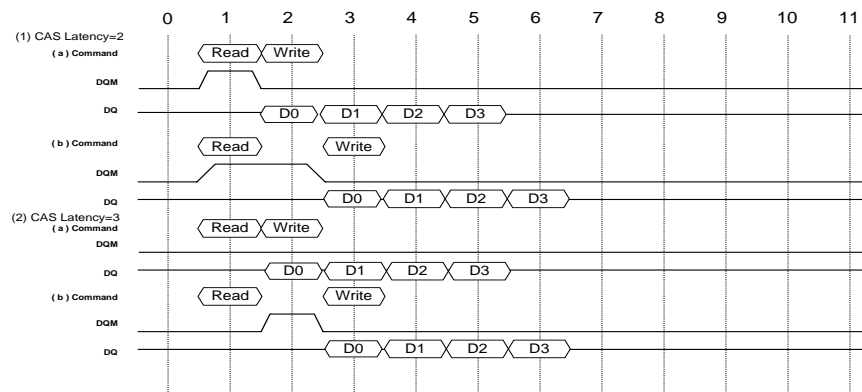 0 1 2 3 4 5 6 7 8 9 10 11
(1) CAS Latency=2
( a ) Command Read Write
DQM
DQ D0 D1 D2 D3
( b ) Command Read Write
DQM
DQ D0 D1 D2 D3
(2) CAS Latency=3
( a ) Command Read Write
DQM
DQ D0 D1 D2 D3
( b ) Command Read Write
DQM
DQ D0 D1 D2 D3